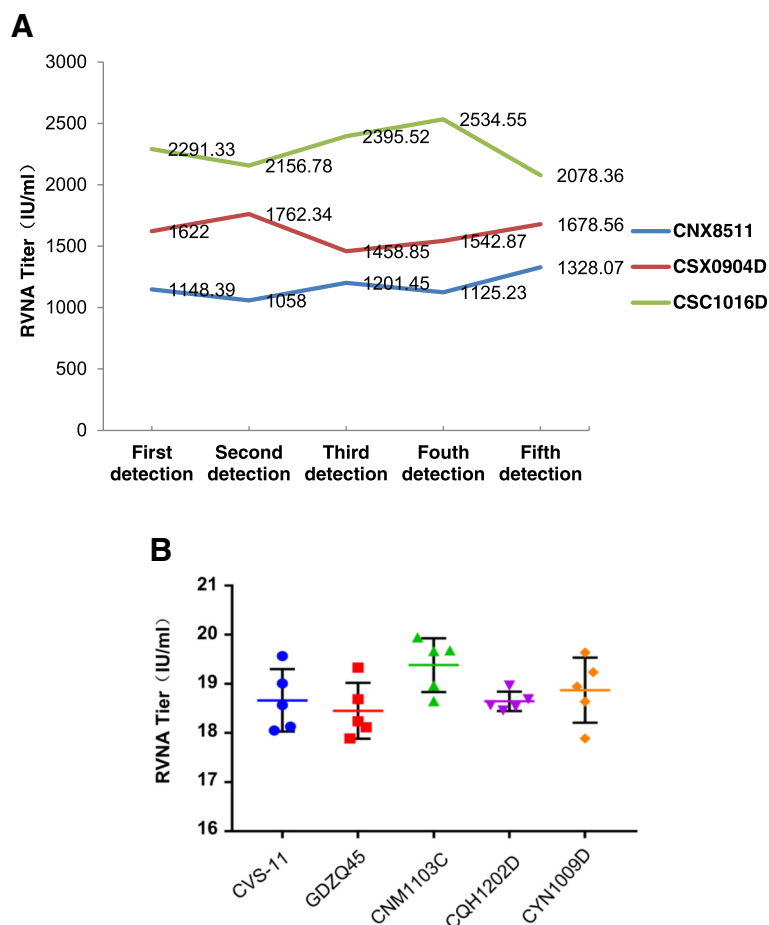 A
3000
2500
2000
1500
1000
500
0
RVNA Titer（IU/ml）
2291.33
2156.78
2395.52
2534.55
2078.36
1622
1762.34
1458.85
1542.87
1678.56
1148.39
1058
1201.45
1125.23
1328.07
CNX8511
CSX0904D
CSC1016D
First detection
Second detection
Third detection
Fouth detection
Fifth detection
B
21
20
19
18
17
16
RVNA Tier（IU/ml）
CVS-11
GDZQ45
CNM1103C
CQH1202D
CYN1009D